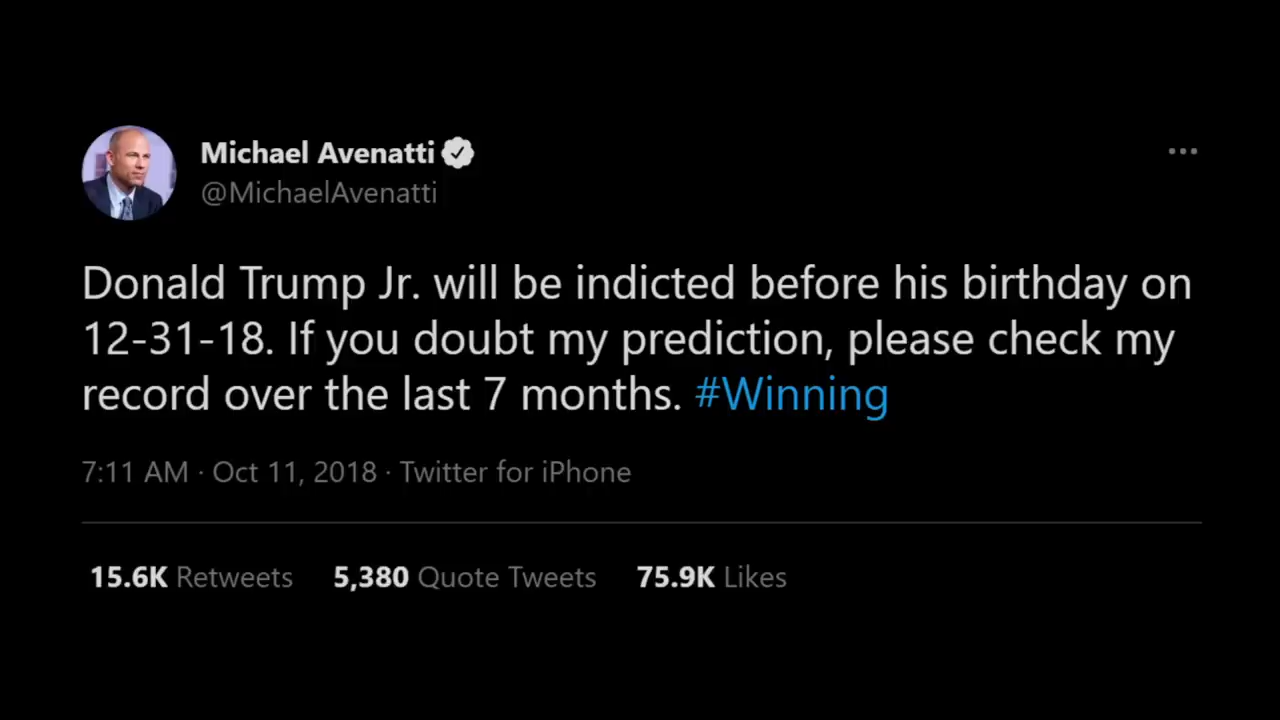 Michael Avenatti
@MichaelAvenatti
Donald Trump Jr. will be indicted before his birthday on
12-31-18. If you doubt my prediction, please check my
record over the last 7 months. #Winning
7:11 AM · Oct 11, 2018 · Twitter for iPhone
15.6K Retweets 5,380 Quote Tweets 75.9K Likes